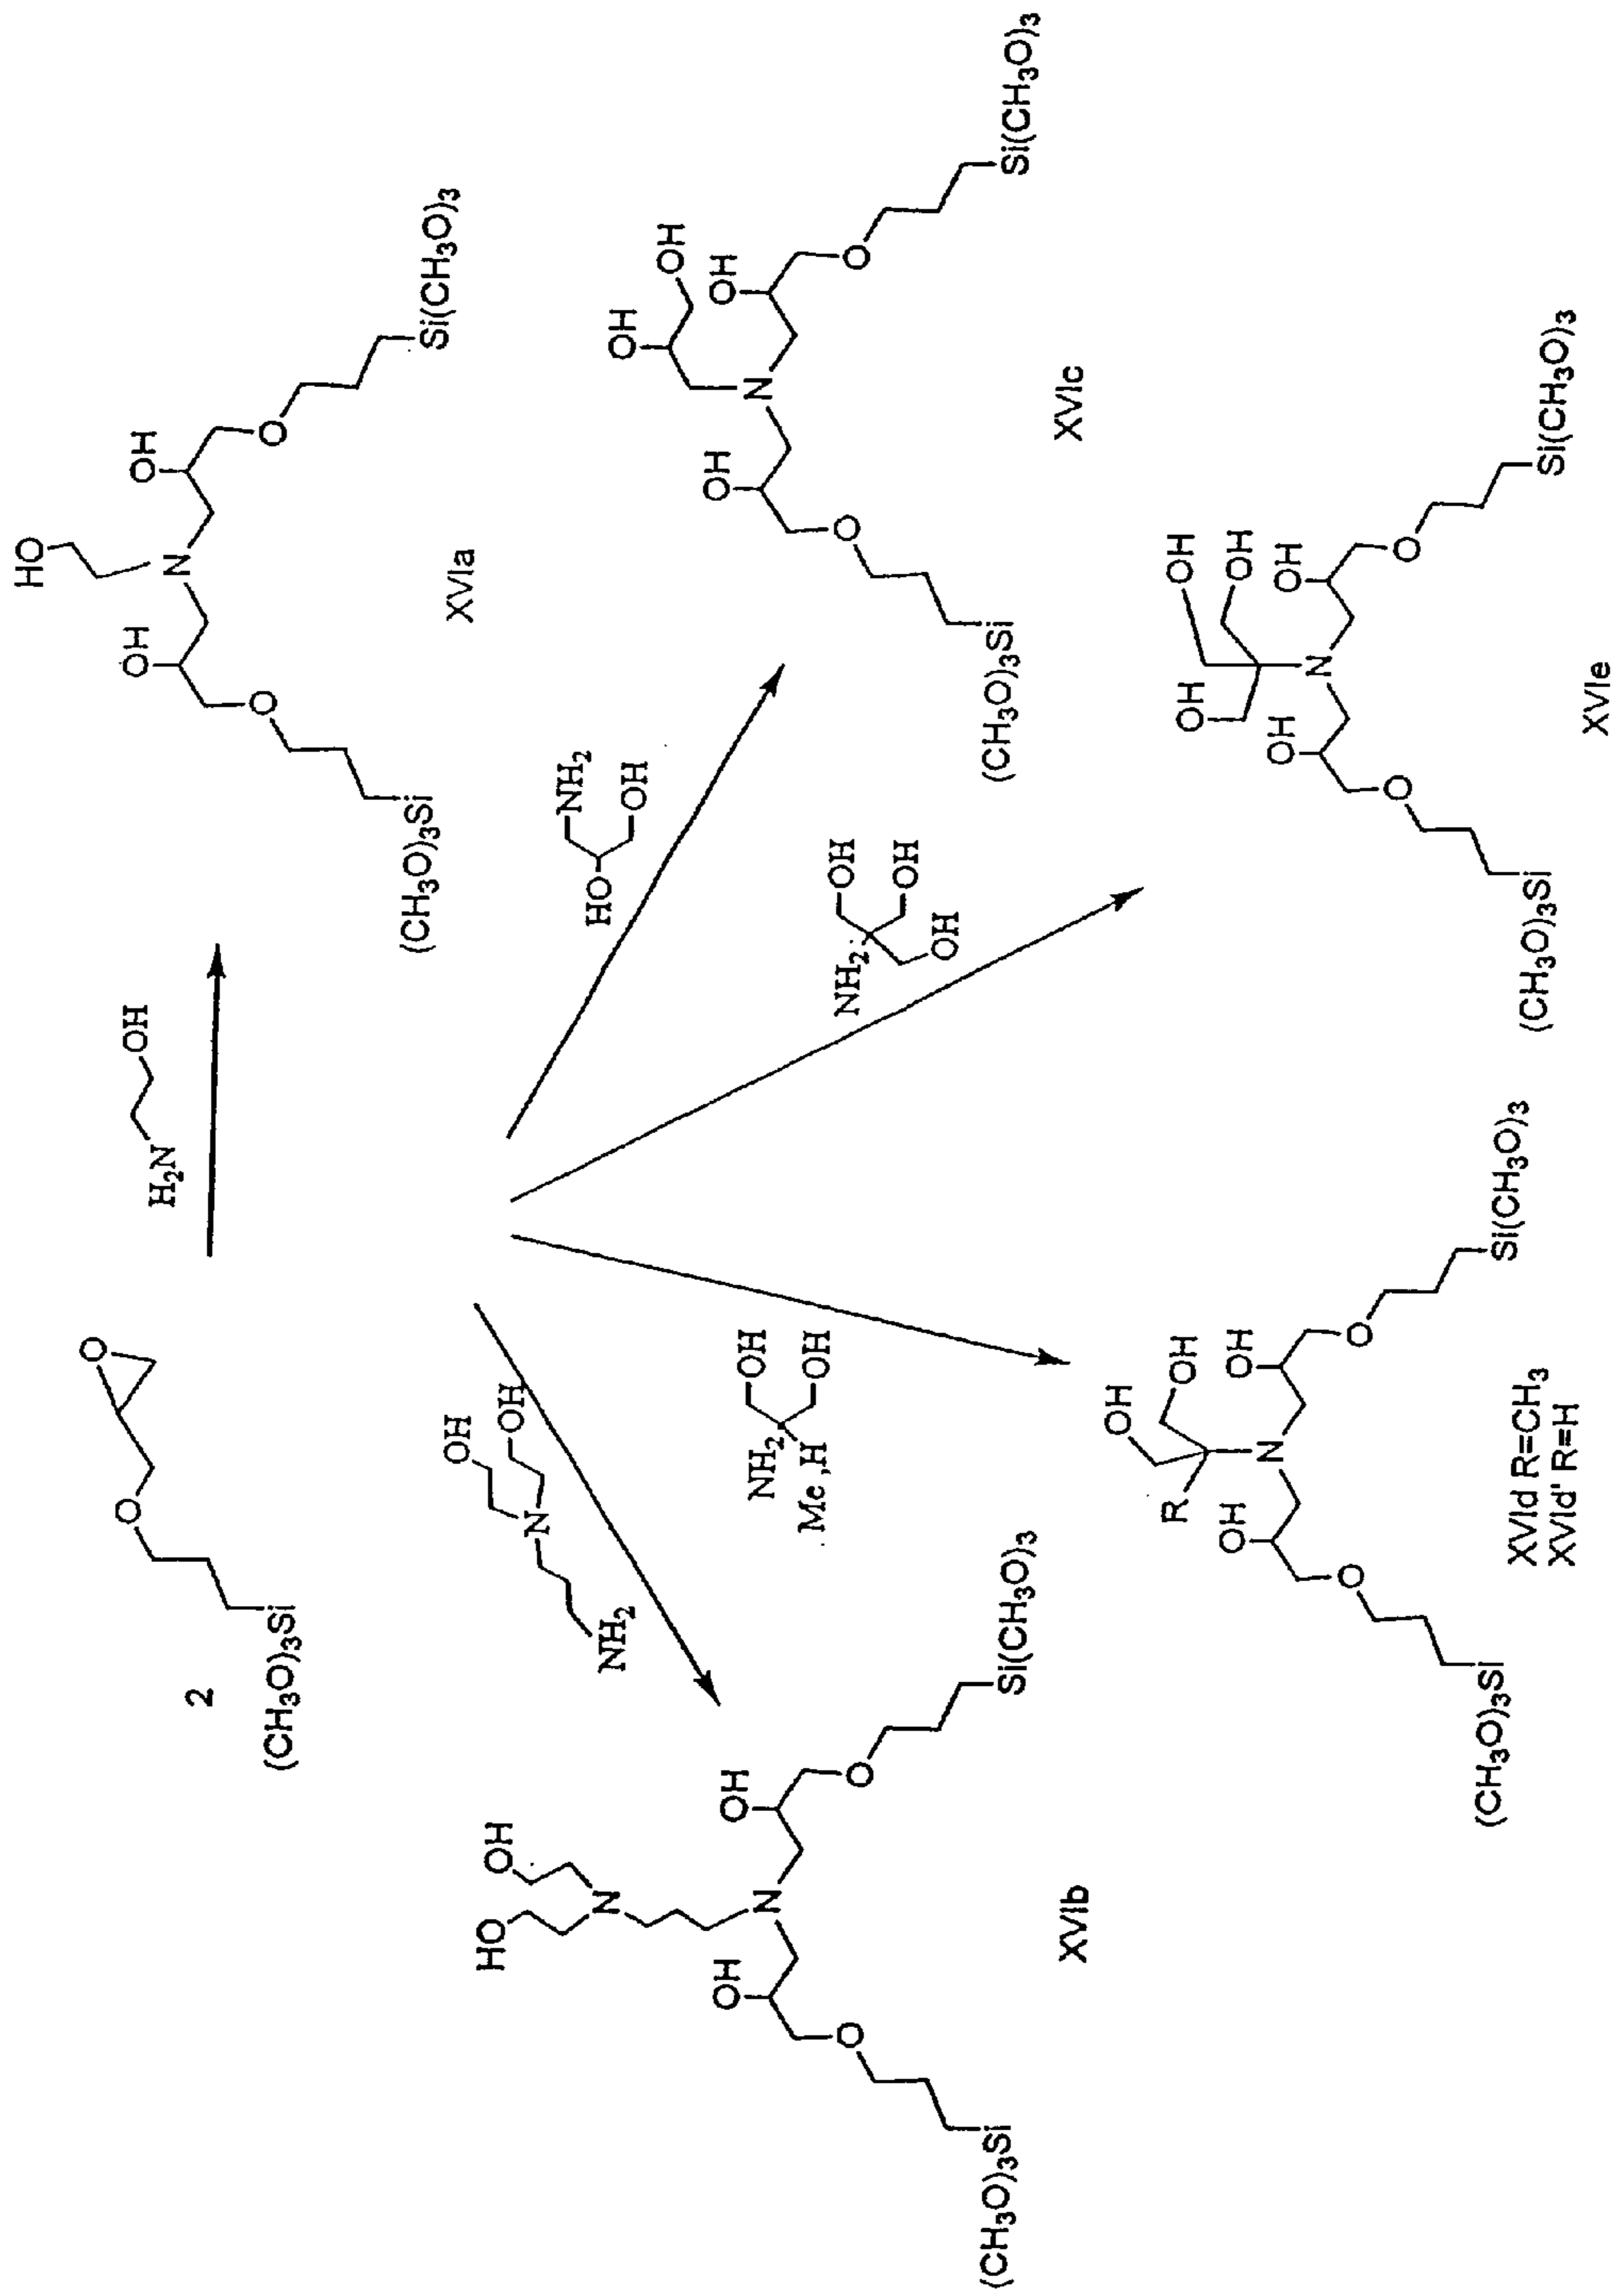 O
O
2
(CH₃O)₃Si
H₂N
OH
HO
OH
N
OH
O
O
(CH₃O)₃Si
Si(CH₃O)₃
XVIa
OH
OH
N
NH₂
HO
OH
N
OH
N
OH
O
O
(CH₃O)₃Si
Si(CH₃O)₃
XVIb
NH₂
HO
OH
OH
OH
OH
N
OH
O
O
(CH₃O)₃Si
Si(CH₃O)₃
XVIc
NH₂
OH
Me,H
OH
OH
OH
R
OH
N
OH
O
O
(CH₃O)₃Si
Si(CH₃O)₃
XVId R=CH₃
XVId' R=H
NH₂
OH
OH
OH
OH
OH
OH
OH
N
OH
O
O
(CH₃O)₃Si
Si(CH₃O)₃
XVIe